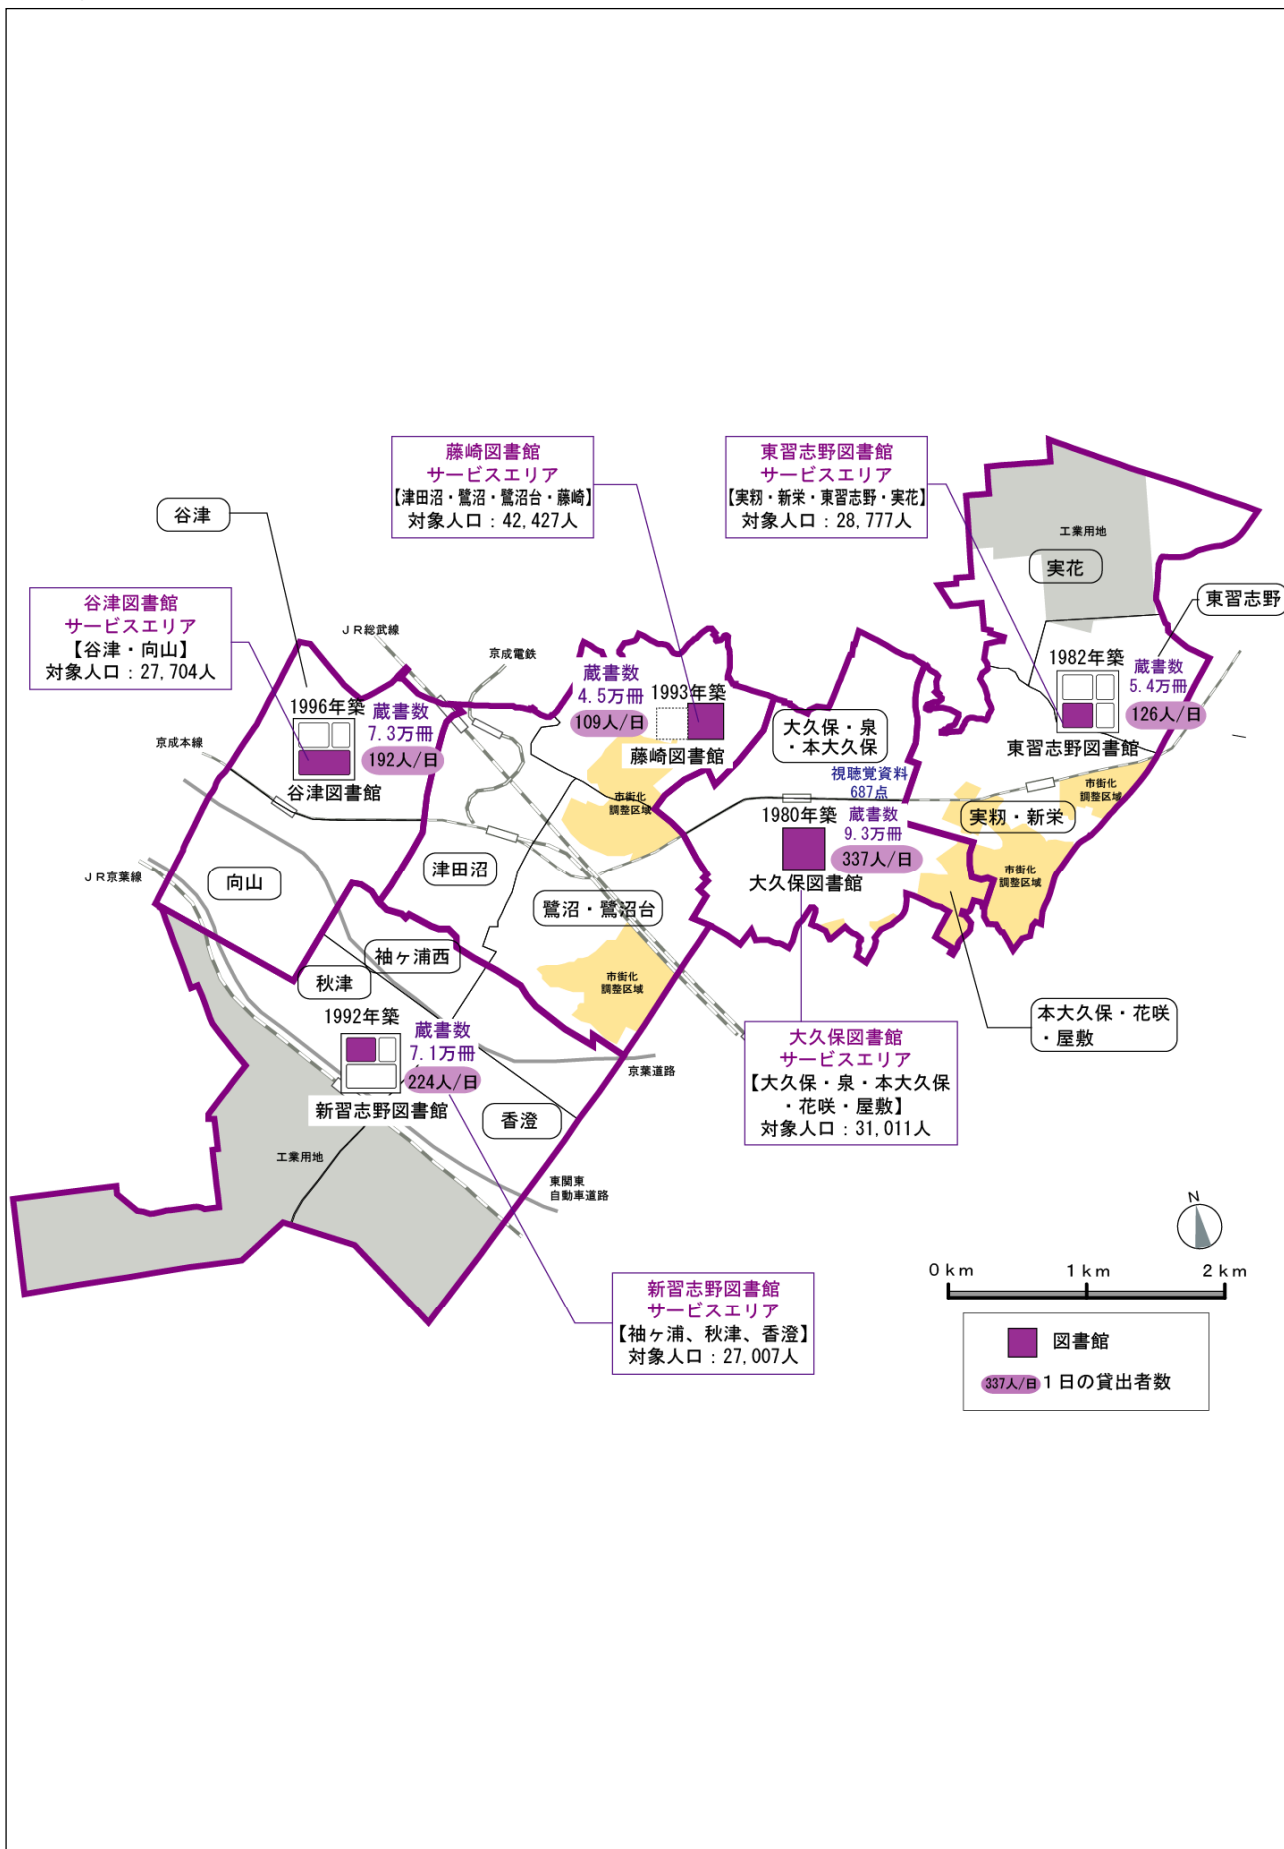 藤崎図書館
サービスエリア
【津田沼・鷺沼・鷺沼台・藤崎】
対象人口：42,427人
東習志野図書館
サービスエリア
【実籾・新栄・東習志野・実花】
対象人口：28,777人
谷津
工業用地
実花
谷津図書館
サービスエリア
【谷津・向山】
対象人口：27,704人
東習志野
ＪＲ総武線
京成電鉄
1982年築
蔵書数
5.4万冊
126人/日
東習志野図書館
蔵書数
4.5万冊
109人/日
1993年築
藤崎図書館
1996年築
蔵書数
7.3万冊
192人/日
谷津図書館
京成本線
大久保・泉
・本大久保
視聴覚資料
687点
市街化
調整区域
市街化
調整区域
1980年築
蔵書数
9.3万冊
337人/日
大久保図書館
実籾・新栄
市街化
調整区域
津田沼
向山
ＪＲ京葉線
鷺沼・鷺沼台
袖ヶ浦西
秋津
市街化
調整区域
本大久保・花咲
・屋敷
1992年築
蔵書数
7.1万冊
224人/日
新習志野図書館
大久保図書館
サービスエリア
【大久保・泉・本大久保
・花咲・屋敷】
対象人口：31,011人
京葉道路
香澄
工業用地
東関東
自動車道路
N
新習志野図書館
サービスエリア
【袖ヶ浦、秋津、香澄】
対象人口：27,007人
0ｋｍ 1ｋｍ 2ｋｍ
図書館
337人/日 １日の貸出者数